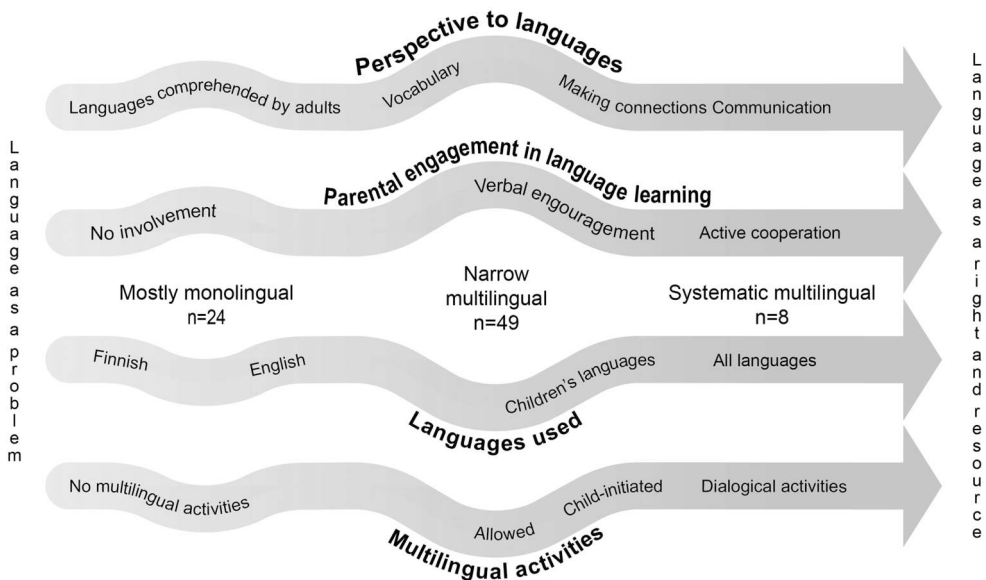 Perspective to languages
Languages comprehended by adults
Vocabulary
Making connections
Communication
Parental engagement in language learning
No involvement
Verbal engouragement
Active cooperation
Language as a problem
Language as a right and resource
Mostly monolingual
n=24
Narrow
multilingual
n=49
Systematic multilingual
n=8
Finnish
English
Children's languages
All languages
Languages used
No multilingual activities
Allowed
Child-initiated
Dialogical activities
Multilingual activities